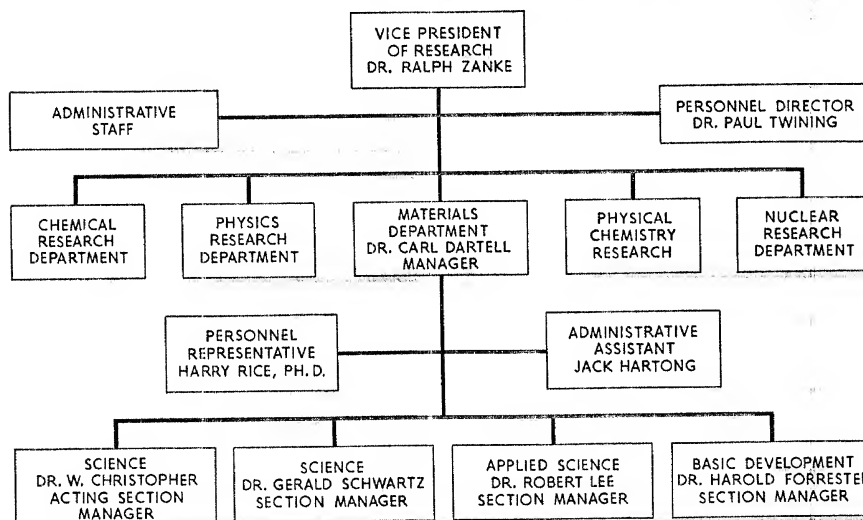 VICE PRESIDENT
OF RESEARCH
DR. RALPH ZANKE
ADMINISTRATIVE
STAFF
PERSONNEL DIRECTOR
DR. PAUL TWINING
CHEMICAL
RESEARCH
DEPARTMENT
PHYSICS
RESEARCH
DEPARTMENT
MATERIALS
DEPARTMENT
DR. CARL DARTELL
MANAGER
PHYSICAL
CHEMISTRY
RESEARCH
NUCLEAR
RESEARCH
DEPARTMENT
PERSONNEL
REPRESENTATIVE
HARRY RICE, PH.D.
ADMINISTRATIVE
ASSISTANT
JACK HARTONG
SCIENCE
DR. W. CHRISTOPHER
ACTING SECTION
MANAGER
SCIENCE
DR. GERALD SCHWARTZ
SECTION MANAGER
APPLIED SCIENCE
DR. ROBERT LEE
SECTION MANAGER
BASIC DEVELOPMENT
DR. HAROLD FORRESTER
SECTION MANAGER